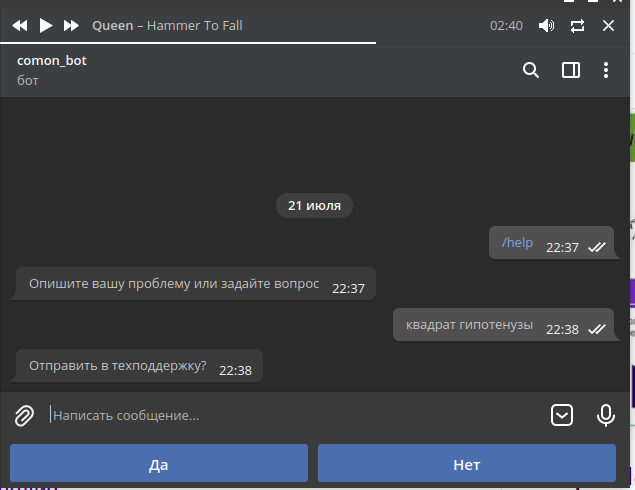 Queen – Hammer To Fall 02:40
comon_bot
бот
21 июля
/help 22:37
Опишите вашу проблему или задайте вопрос 22:37
квадрат гипотенузы 22:38
Отправить в техподдержку? 22:38
Написать сообщение...
Да Нет